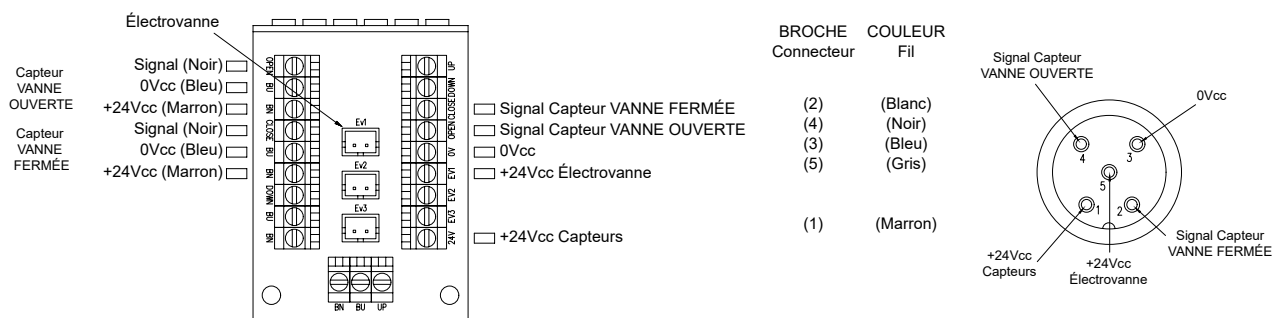 Électrovanne
Capteur
VANNE
OUVERTE
Capteur
VANNE
FERMÉE
Signal (Noir)
0Vcc (Bleu)
+24Vcc (Marron)
Signal (Noir)
0Vcc (Bleu)
+24Vcc (Marron)
OPEN
BU
BN
CLOSE
BU
BN
DOWN
BU
BN
Ev1
Ev2
Ev3
BN BU UP
UP
DOWN
CLOSE
OPEN
0V
EV1
EV2
EV3
24V
Signal Capteur VANNE FERMÉE
Signal Capteur VANNE OUVERTE
0Vcc
+24Vcc Électrovanne
+24Vcc Capteurs
BROCHE COULEUR
Connecteur Fil
(2) (Blanc)
(4) (Noir)
(3) (Bleu)
(5) (Gris)
(1) (Marron)
Signal Capteur
VANNE OUVERTE
0Vcc
4 3
5
1 2
+24Vcc
Capteurs
+24Vcc
Électrovanne
Signal Capteur
VANNE FERMÉE